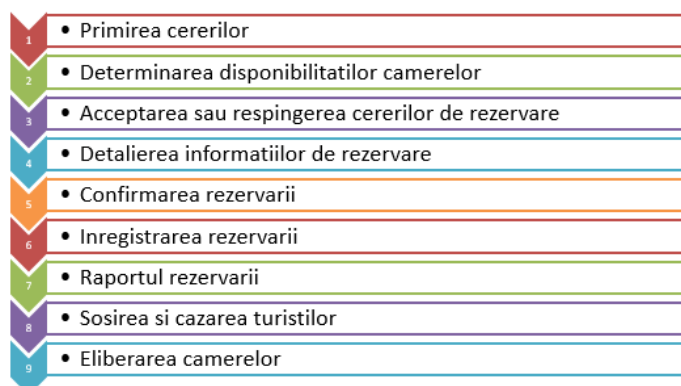 1 • Primirea cererilor
2 • Determinarea disponibilitatilor camerelor
3 • Acceptarea sau respingerea cererilor de rezervare
4 • Detalierea informatiilor de rezervare
5 • Confirmarea rezervarii
6 • Inregistrarea rezervarii
7 • Raportul rezervarii
8 • Sosirea si cazarea turistilor
9 • Eliberarea camerelor